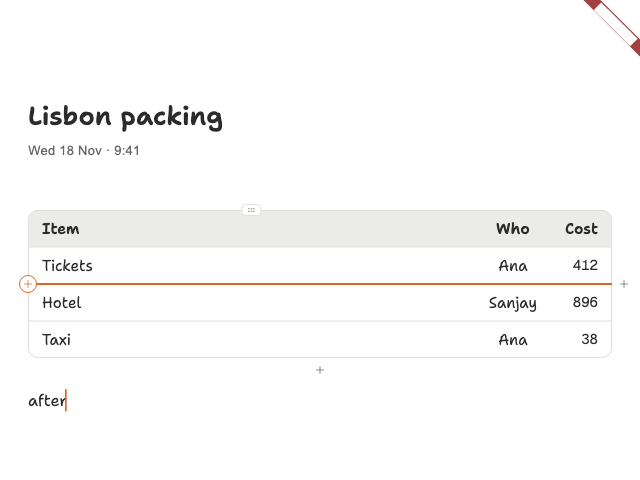 Lisbon packing
Wed 18 Nov · 9:41
Item Who Cost
Tickets Ana 412
Hotel Sanjay 896
Taxi Ana 38
after